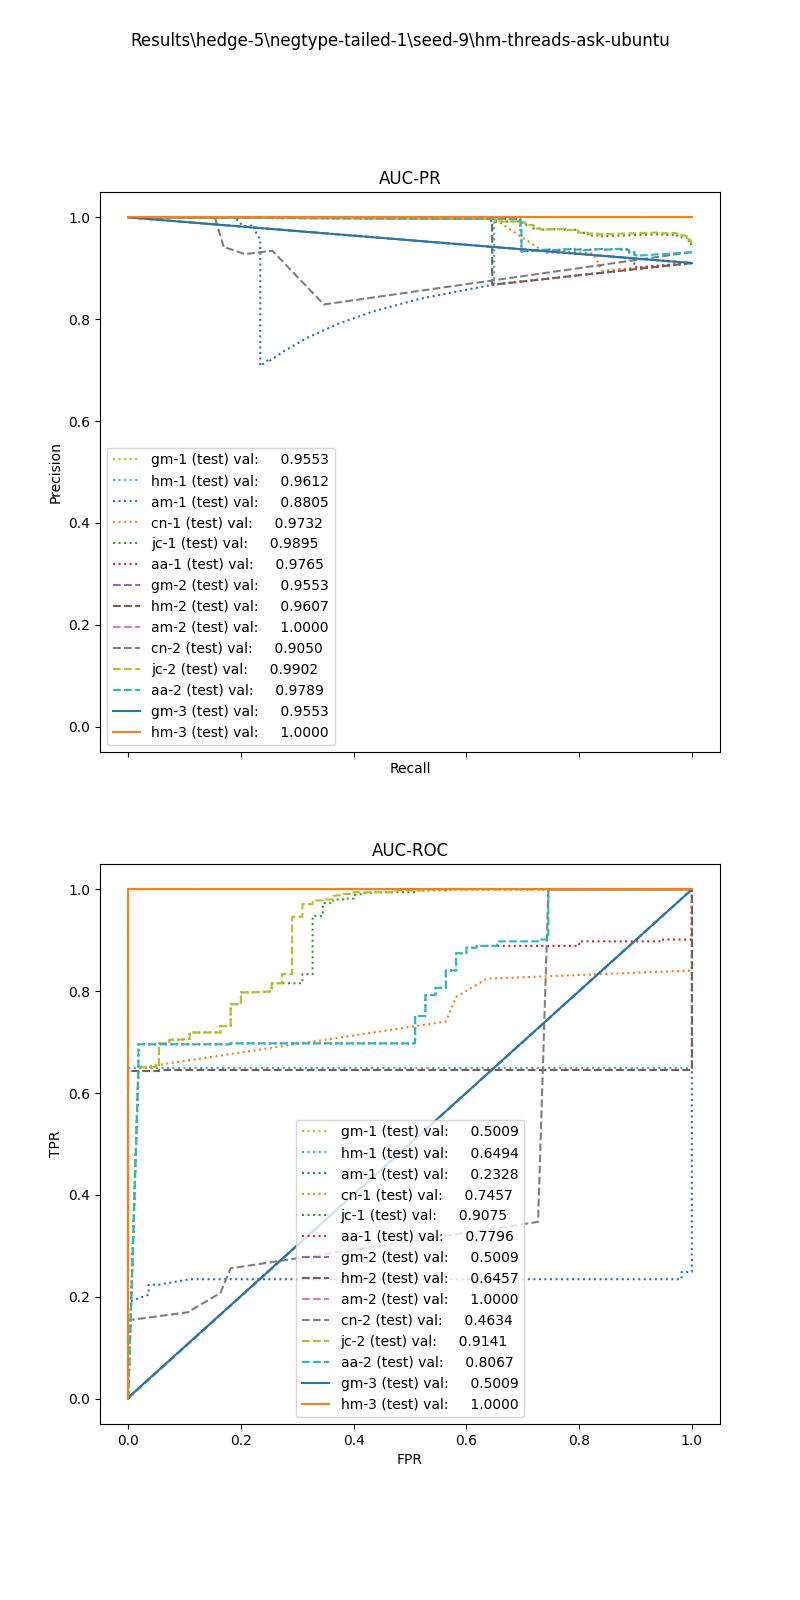 Results\hedge-5\negtype-tailed-1\seed-9\hm-threads-ask-ubuntu
AUC-PR
1.0
0.8
0.6
0.4
0.2
0.0
Precision
gm-1 (test) val: 0.9553
hm-1 (test) val: 0.9612
am-1 (test) val: 0.8805
cn-1 (test) val: 0.9732
jc-1 (test) val: 0.9895
aa-1 (test) val: 0.9765
gm-2 (test) val: 0.9553
hm-2 (test) val: 0.9607
am-2 (test) val: 1.0000
cn-2 (test) val: 0.9050
jc-2 (test) val: 0.9902
aa-2 (test) val: 0.9789
gm-3 (test) val: 0.9553
hm-3 (test) val: 1.0000
Recall
AUC-ROC
1.0
0.8
0.6
0.4
0.2
0.0
TPR
gm-1 (test) val: 0.5009
hm-1 (test) val: 0.6494
am-1 (test) val: 0.2328
cn-1 (test) val: 0.7457
jc-1 (test) val: 0.9075
aa-1 (test) val: 0.7796
gm-2 (test) val: 0.5009
hm-2 (test) val: 0.6457
am-2 (test) val: 1.0000
cn-2 (test) val: 0.4634
jc-2 (test) val: 0.9141
aa-2 (test) val: 0.8067
gm-3 (test) val: 0.5009
hm-3 (test) val: 1.0000
0.0 0.2 0.4 0.6 0.8 1.0
FPR